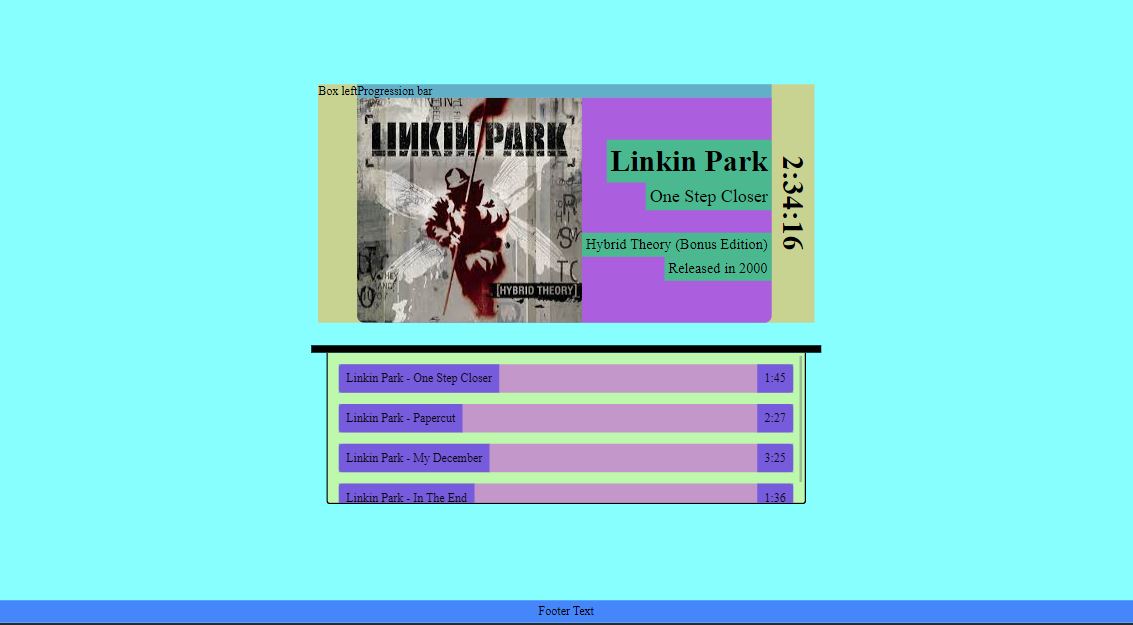 Box left
Progression bar
LINKIN PARK
[HYBRID THEORY]
Linkin Park
One Step Closer
Hybrid Theory (Bonus Edition)
Released in 2000
2:34:16
Linkin Park - One Step Closer 1:45
Linkin Park - Papercut 2:27
Linkin Park - My December 3:25
Linkin Park - In The End 1:36
Footer Text